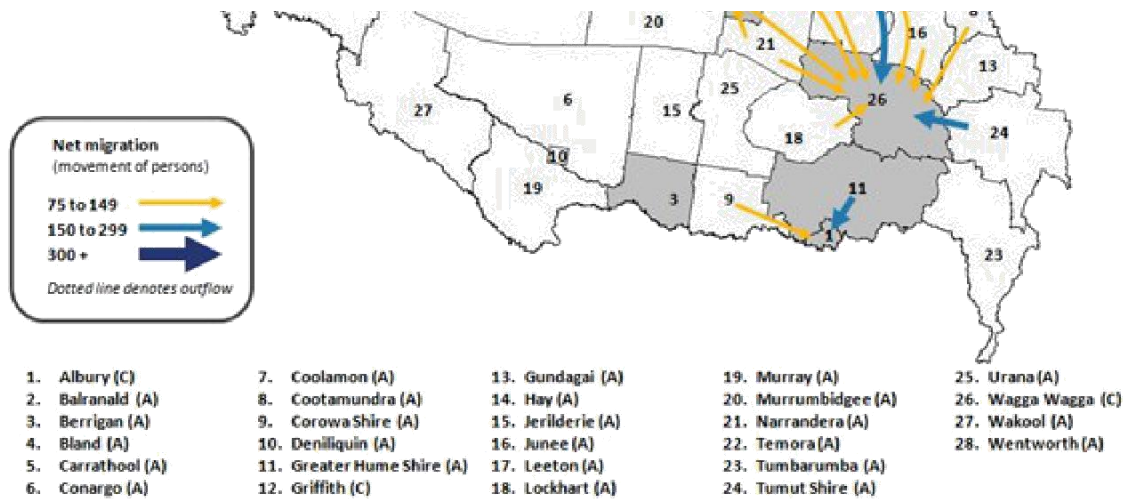 20
16
21
13
25
6
26
27
15
18
24
10
19
3
9
11
1
23
Net migration
(movement of persons)
75 to 149
150 to 299
300 +
Dotted line denotes outflow
1. Albury (C)
2. Balranald (A)
3. Berrigan (A)
4. Bland (A)
5. Carrathool (A)
6. Conargo (A)
7. Coolamon (A)
8. Cootamundra (A)
9. Corowa Shire (A)
10. Deniliquin (A)
11. Greater Hume Shire (A)
12. Griffith (C)
13. Gundagai (A)
14. Hay (A)
15. Jerilderie (A)
16. Junee (A)
17. Leeton (A)
18. Lockhart (A)
19. Murray (A)
20. Murrumbidgee (A)
21. Narrandera (A)
22. Temora (A)
23. Tumbarumba (A)
24. Tumut Shire (A)
25. Urana (A)
26. Wagga Wagga (C)
27. Wakool (A)
28. Wentworth (A)